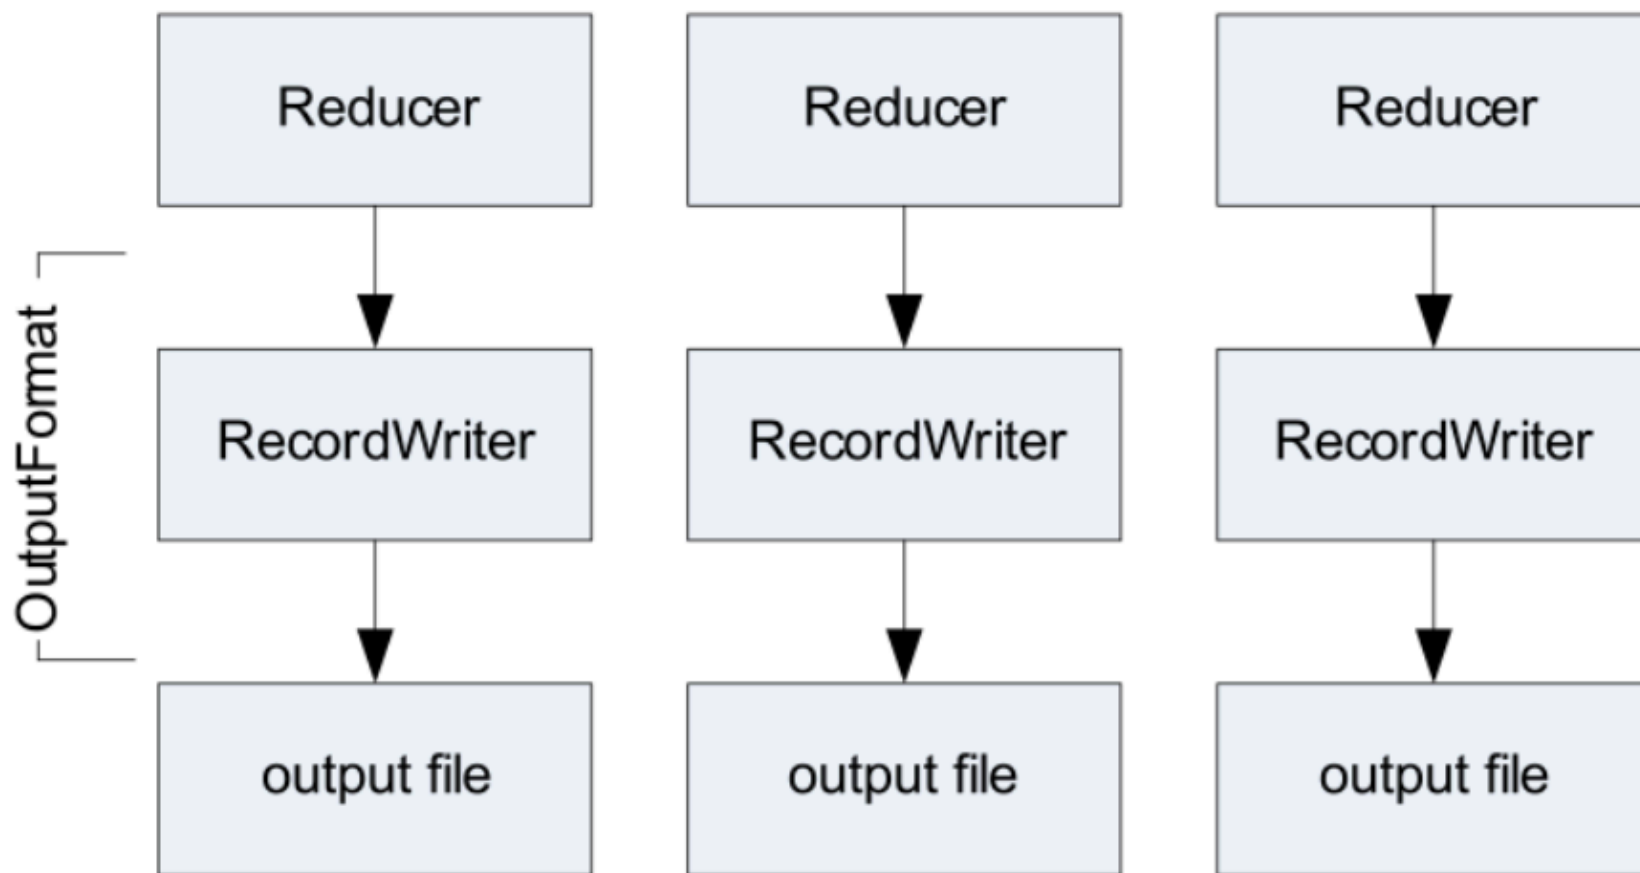 Reducer
Reducer
Reducer
OutputFormat
RecordWriter
RecordWriter
RecordWriter
output file
output file
output file